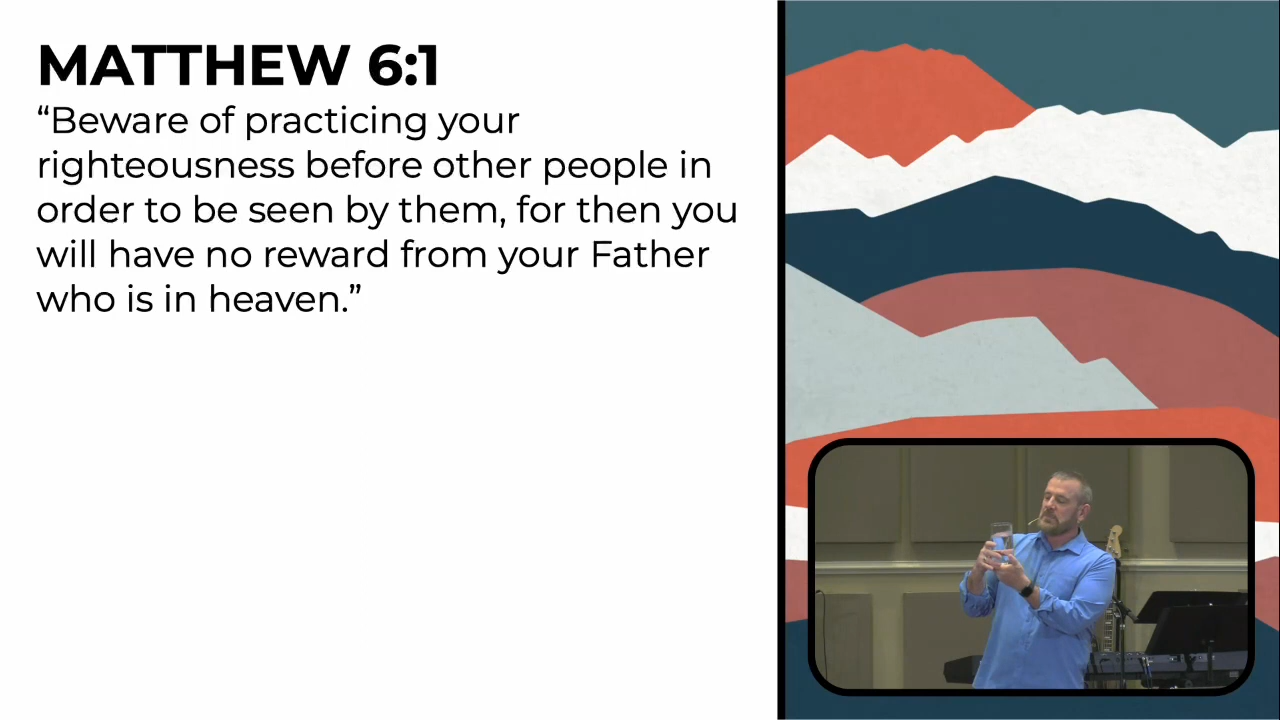 MATTHEW 6:1
“Beware of practicing your
righteousness before other people in
order to be seen by them, for then you
will have no reward from your Father
who is in heaven.”